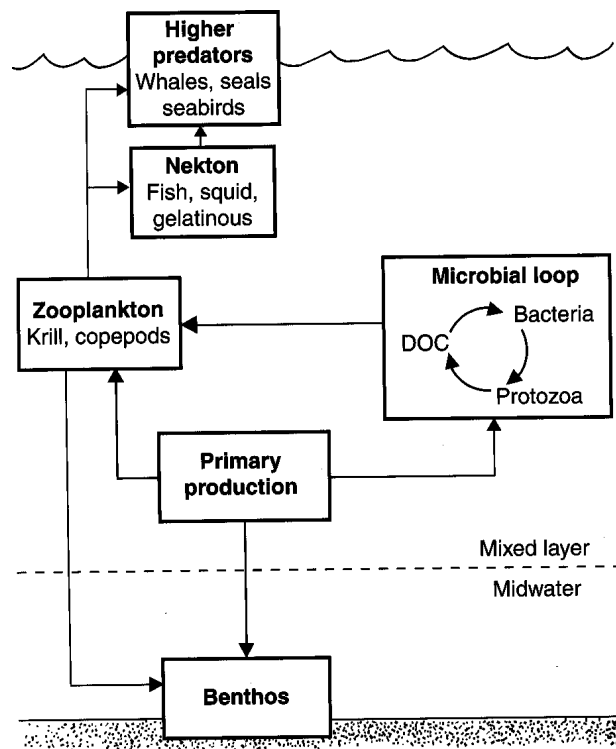 Higher
predators
Whales, seals
seabirds
Nekton
Fish, squid,
gelatinous
Zooplankton
Krill, copepods
Microbial loop
Bacteria
DOC
Protozoa
Primary
production
Mixed layer
Midwater
Benthos